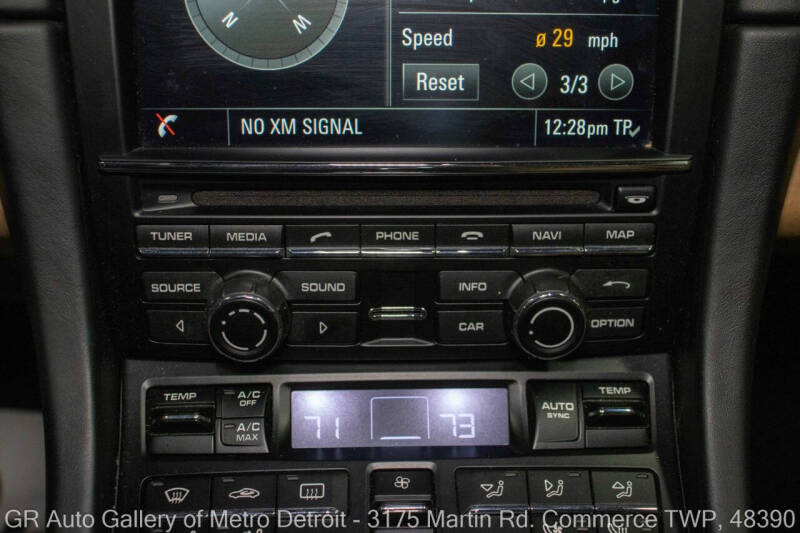 N W
Speed ø 29 mph
Reset 3/3
NO XM SIGNAL 12:28pm TP
TUNER MEDIA PHONE NAVI MAP
SOURCE SOUND INFO
CAR OPTION
TEMP A/C OFF AUTO SYNC TEMP
A/C MAX
71 73
GR Auto Gallery of Metro Detroit - 3175 Martin Rd. Commerce TWP, 48390